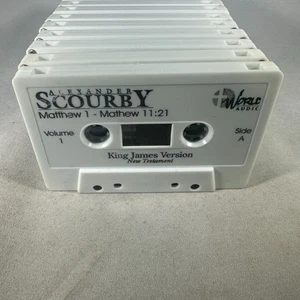 ALEXANDER
SCOURBY
WORLD
AUDIO
Matthew 1 - Mathew 11:21
Volume
1
Side
A
King James Version
New Testament